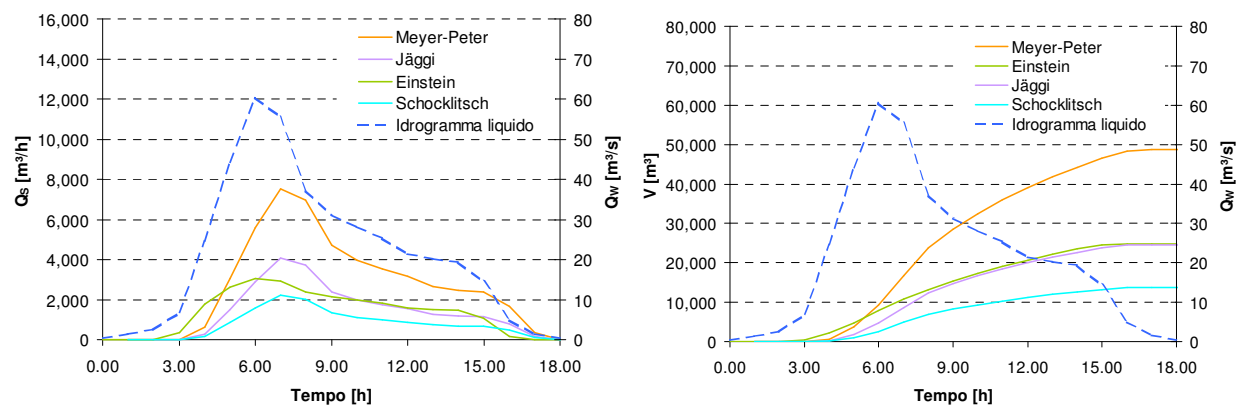 16,000
14,000
12,000
10,000
8,000
6,000
4,000
2,000
0
Qs [m³/h]
80
70
60
50
40
30
20
10
0
Qw [m³/s]
Meyer-Peter
Jäggi
Einstein
Schocklitsch
Idrogramma liquido
0.00 3.00 6.00 9.00 12.00 15.00 18.00
Tempo [h]
80,000
70,000
60,000
50,000
40,000
30,000
20,000
10,000
0
V [m³]
80
70
60
50
40
30
20
10
0
Qw [m³/s]
Meyer-Peter
Einstein
Jäggi
Schocklitsch
Idrogramma liquido
0.00 3.00 6.00 9.00 12.00 15.00 18.00
Tempo [h]